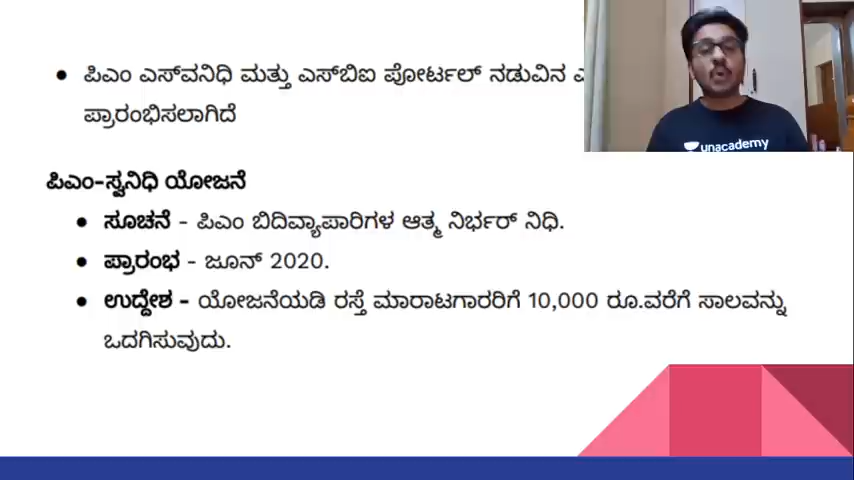 ಪಿಎಂ ಎಸ್‌ವನಿಧಿ ಮತ್ತು ಎಸ್‌ಬಿಐ ಪೋರ್ಟಲ್ ನಡುವಿನ
ಪ್ರಾರಂಭಿಸಲಾಗಿದೆ
unacademy
ಪಿಎಂ-ಸ್ವನಿಧಿ ಯೋಜನೆ
ಸೂಚನೆ - ಪಿಎಂ ಬಿದಿವ್ಯಾಪಾರಿಗಳ ಆತ್ಮ ನಿರ್ಭರ್ ನಿಧಿ.
ಪ್ರಾರಂಭ - ಜೂನ್ 2020.
ಉದ್ದೇಶ - ಯೋಜನೆಯಡಿ ರಸ್ತೆ ಮಾರಾಟಗಾರರಿಗೆ 10,000 ರೂ.ವರೆಗೆ ಸಾಲವನ್ನು
ಒದಗಿಸುವುದು.